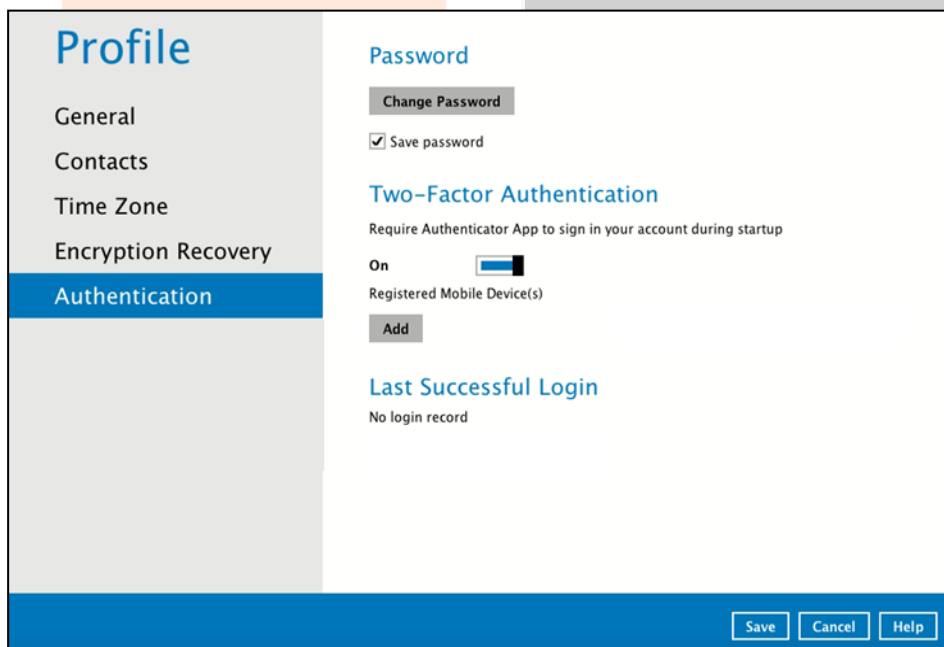 Profile
General
Contacts
Time Zone
Encryption Recovery
Authentication
Password
Change Password
Save password
Two-Factor Authentication
Require Authenticator App to sign in your account during startup
On
Registered Mobile Device(s)
Add
Last Successful Login
No login record
Save Cancel Help